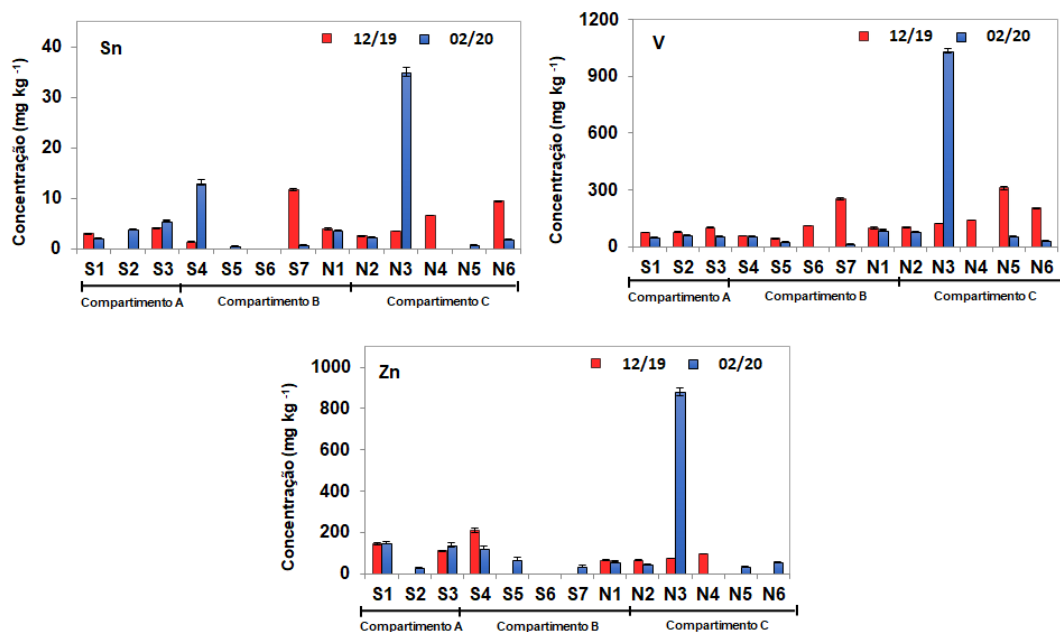 Sn
12/19 02/20
Concentração (mg kg -1)
40
30
20
10
0
S1 S2 S3 S4 S5 S6 S7 N1 N2 N3 N4 N5 N6
Compartimento A Compartimento B Compartimento C
V
12/19 02/20
Concentração (mg kg -1)
1200
900
600
300
0
S1 S2 S3 S4 S5 S6 S7 N1 N2 N3 N4 N5 N6
Compartimento A Compartimento B Compartimento C
Zn
12/19 02/20
Concentração (mg kg -1)
1000
800
600
400
200
0
S1 S2 S3 S4 S5 S6 S7 N1 N2 N3 N4 N5 N6
Compartimento A Compartimento B Compartimento C